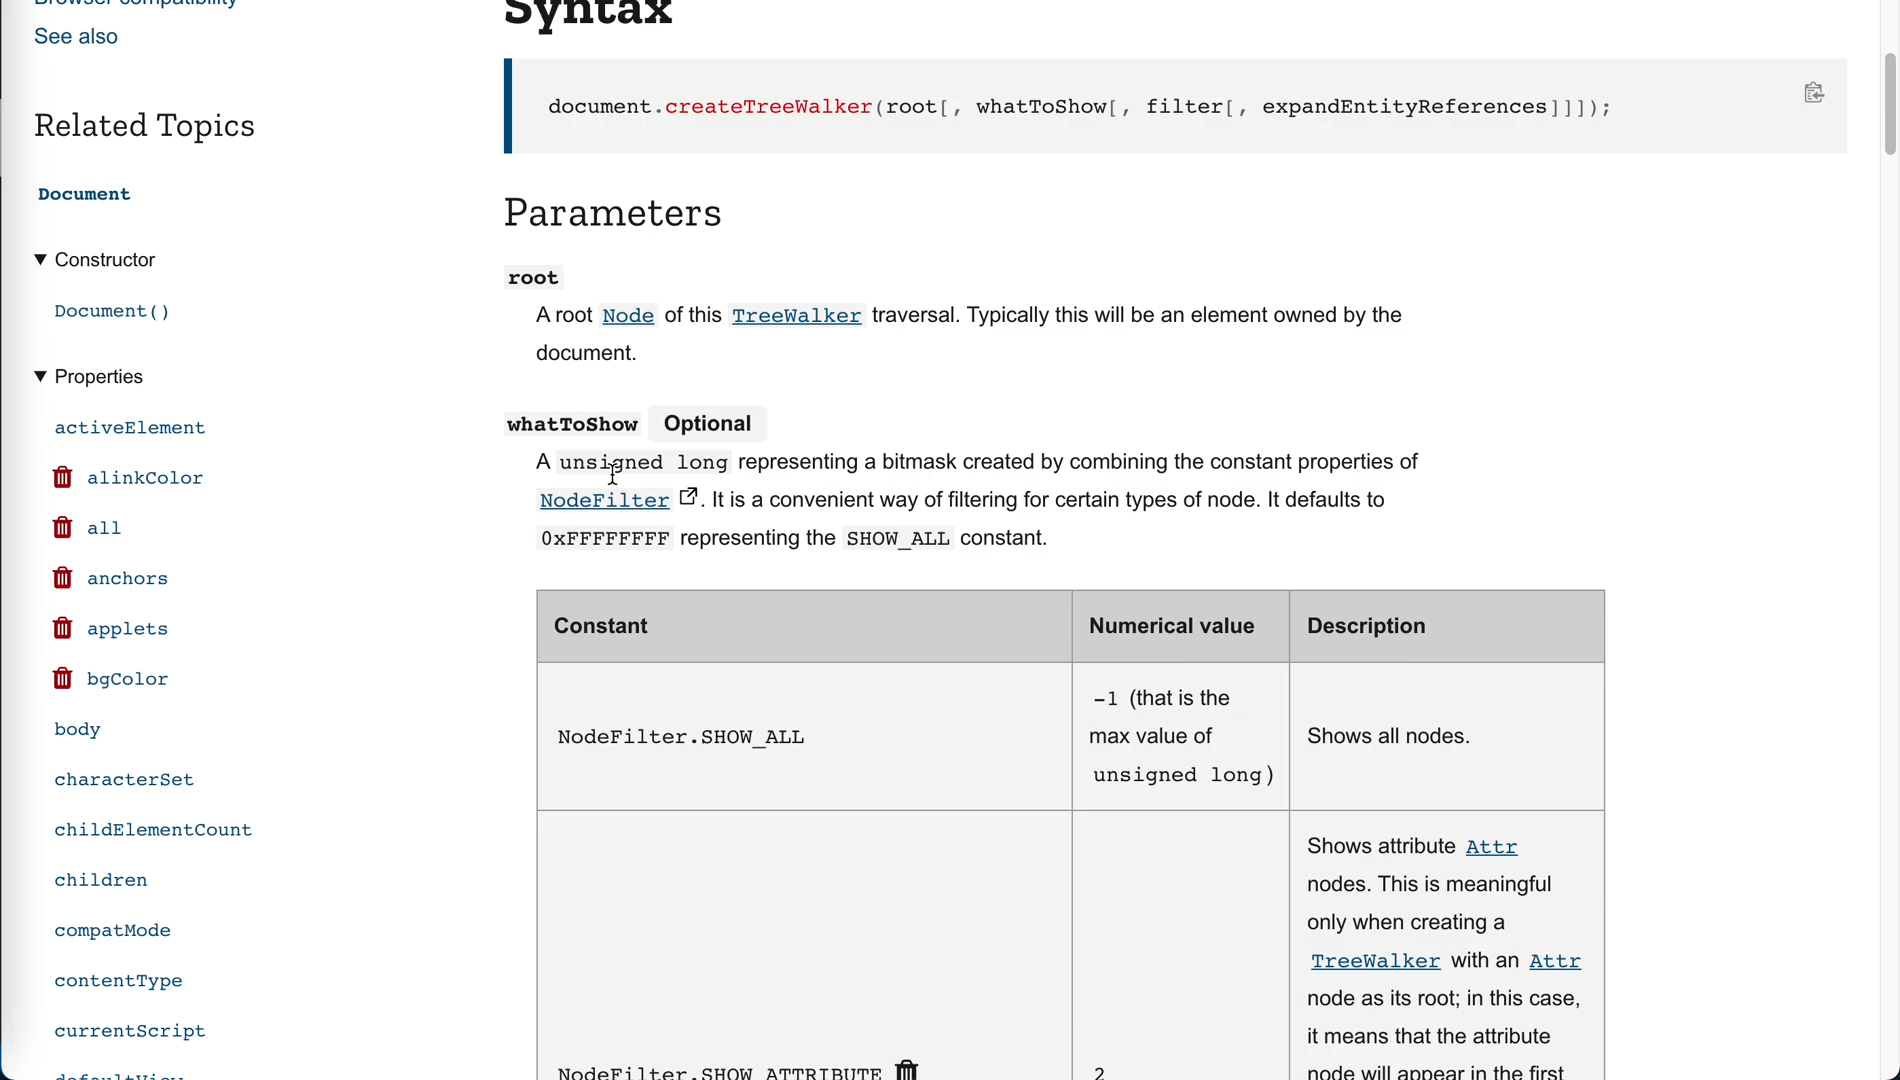 Browser compatibility
See also
Related Topics
Document
▼ Constructor
Document()
▼ Properties
activeElement
alinkColor
all
anchors
applets
bgColor
body
characterSet
childElementCount
children
compatMode
contentType
currentScript
defaultView
Syntax
document.createTreeWalker(root[, whatToShow[, filter[, expandEntityReferences]]]);
Parameters
root
A root Node of this TreeWalker traversal. Typically this will be an element owned by the
document.
whatToShow Optional
A unsigned long representing a bitmask created by combining the constant properties of
NodeFilter . It is a convenient way of filtering for certain types of node. It defaults to
0xFFFFFFFF representing the SHOW_ALL constant.
Constant Numerical value Description
NodeFilter.SHOW_ALL
-1 (that is the
max value of
unsigned long)
Shows all nodes.
NodeFilter.SHOW_ATTRIBUTE
2
Shows attribute Attr
nodes. This is meaningful
only when creating a
TreeWalker with an Attr
node as its root; in this case,
it means that the attribute
node will appear in the first